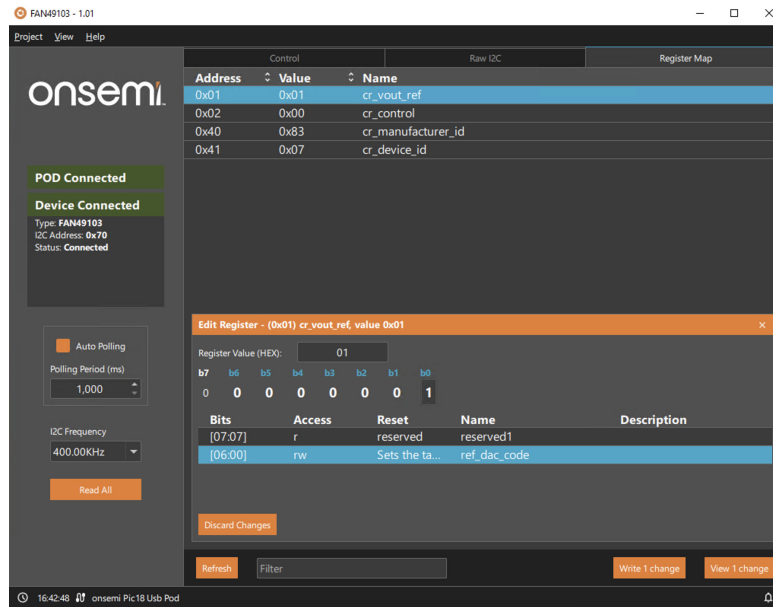 FAN49103 - 1.01
Project View Help
onsemi
POD Connected
Device Connected
Type: FAN49103
I2C Address: 0x70
Status: Connected
Auto Polling
Polling Period (ms)
1,000
I2C Frequency
400.00KHz
Read All
Control Raw I2C Register Map
Address Value Name
0x01 0x01 cr_vout_ref
0x02 0x00 cr_control
0x40 0x83 cr_manufacturer_id
0x41 0x07 cr_device_id
Edit Register - (0x01) cr_vout_ref, value 0x01
Register Value (HEX): 01
b7 b6 b5 b4 b3 b2 b1 b0
0 0 0 0 0 0 0 1
Bits Access Reset Name Description
[07:07] r reserved reserved1
[06:00] rw Sets the ta... ref_dac_code
Discard Changes
Refresh Filter Write 1 change View 1 change
16:42:48 onsemi Pic18 Usb Pod